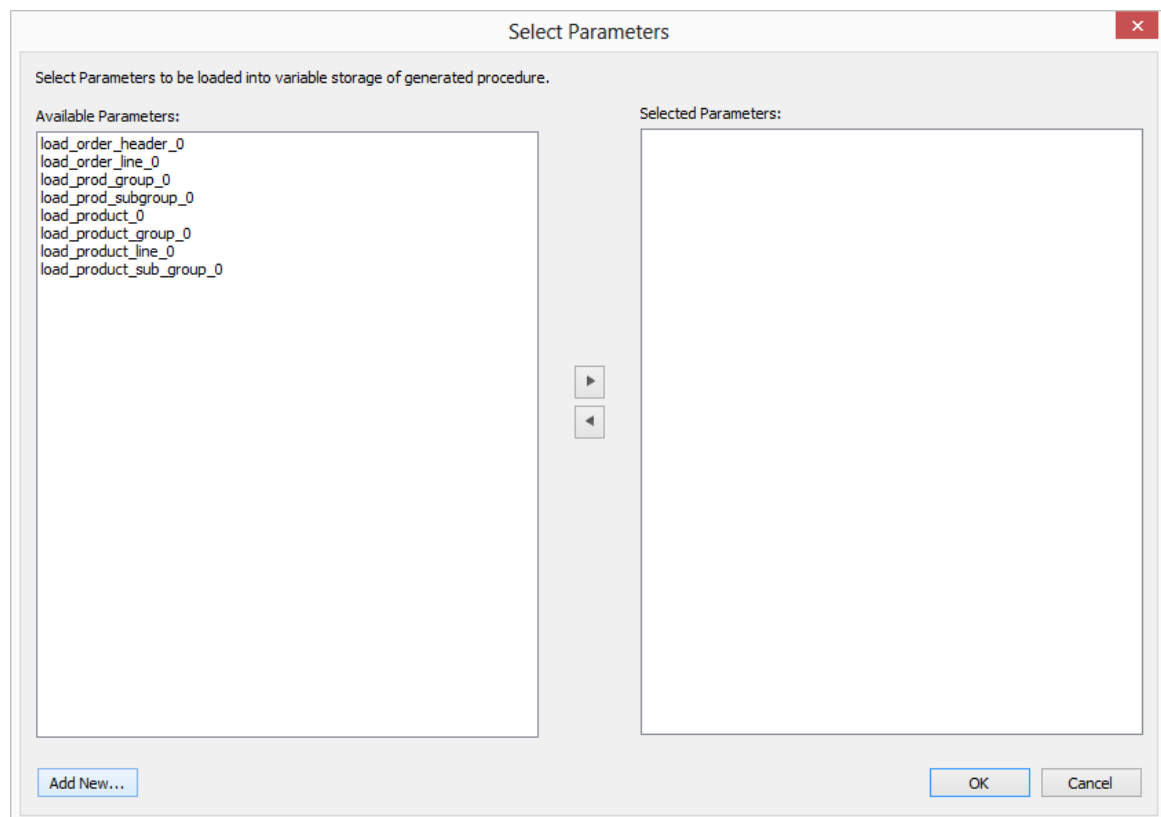 Select Parameters
Select Parameters to be loaded into variable storage of generated procedure.
Available Parameters:
Selected Parameters:
load_order_header_0
load_order_line_0
load_prod_group_0
load_prod_subgroup_0
load_product_0
load_product_group_0
load_product_line_0
load_product_sub_group_0
Add New...
OK
Cancel